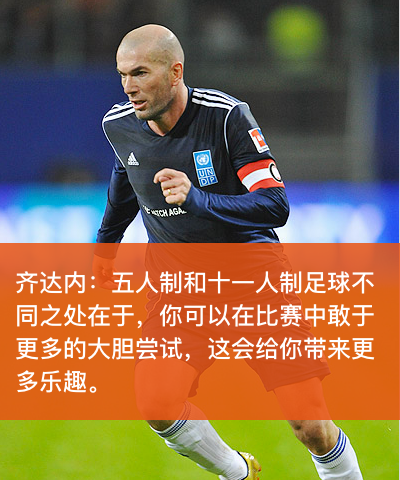 adidas
UN
DP
MATCH AGAI
齐达内：五人制和十一人制足球不
同之处在于，你可以在比赛中敢于
更多的大胆尝试，这会给你带来更
多乐趣。